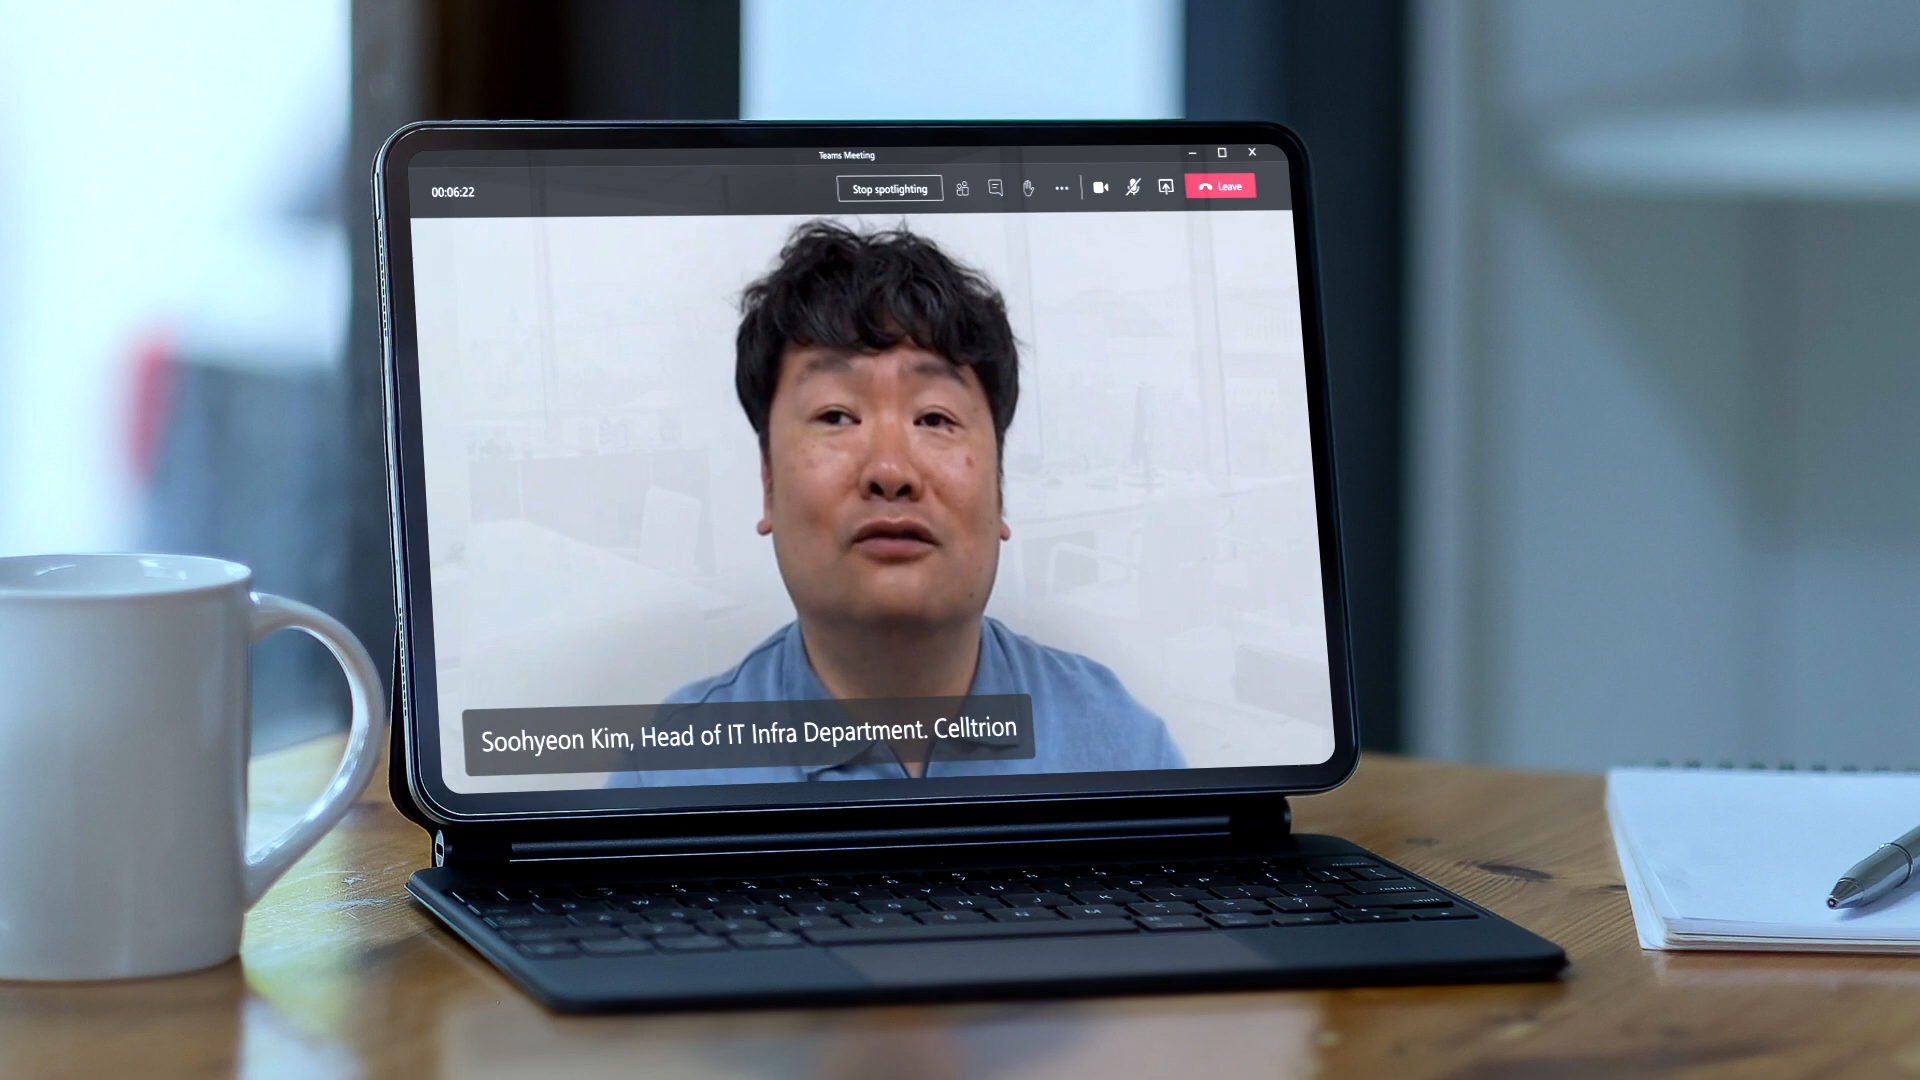 Teams Meeting
00:06:22
Stop spotlighting
Leave
Soohyeon Kim, Head of IT Infra Department. Celltrion